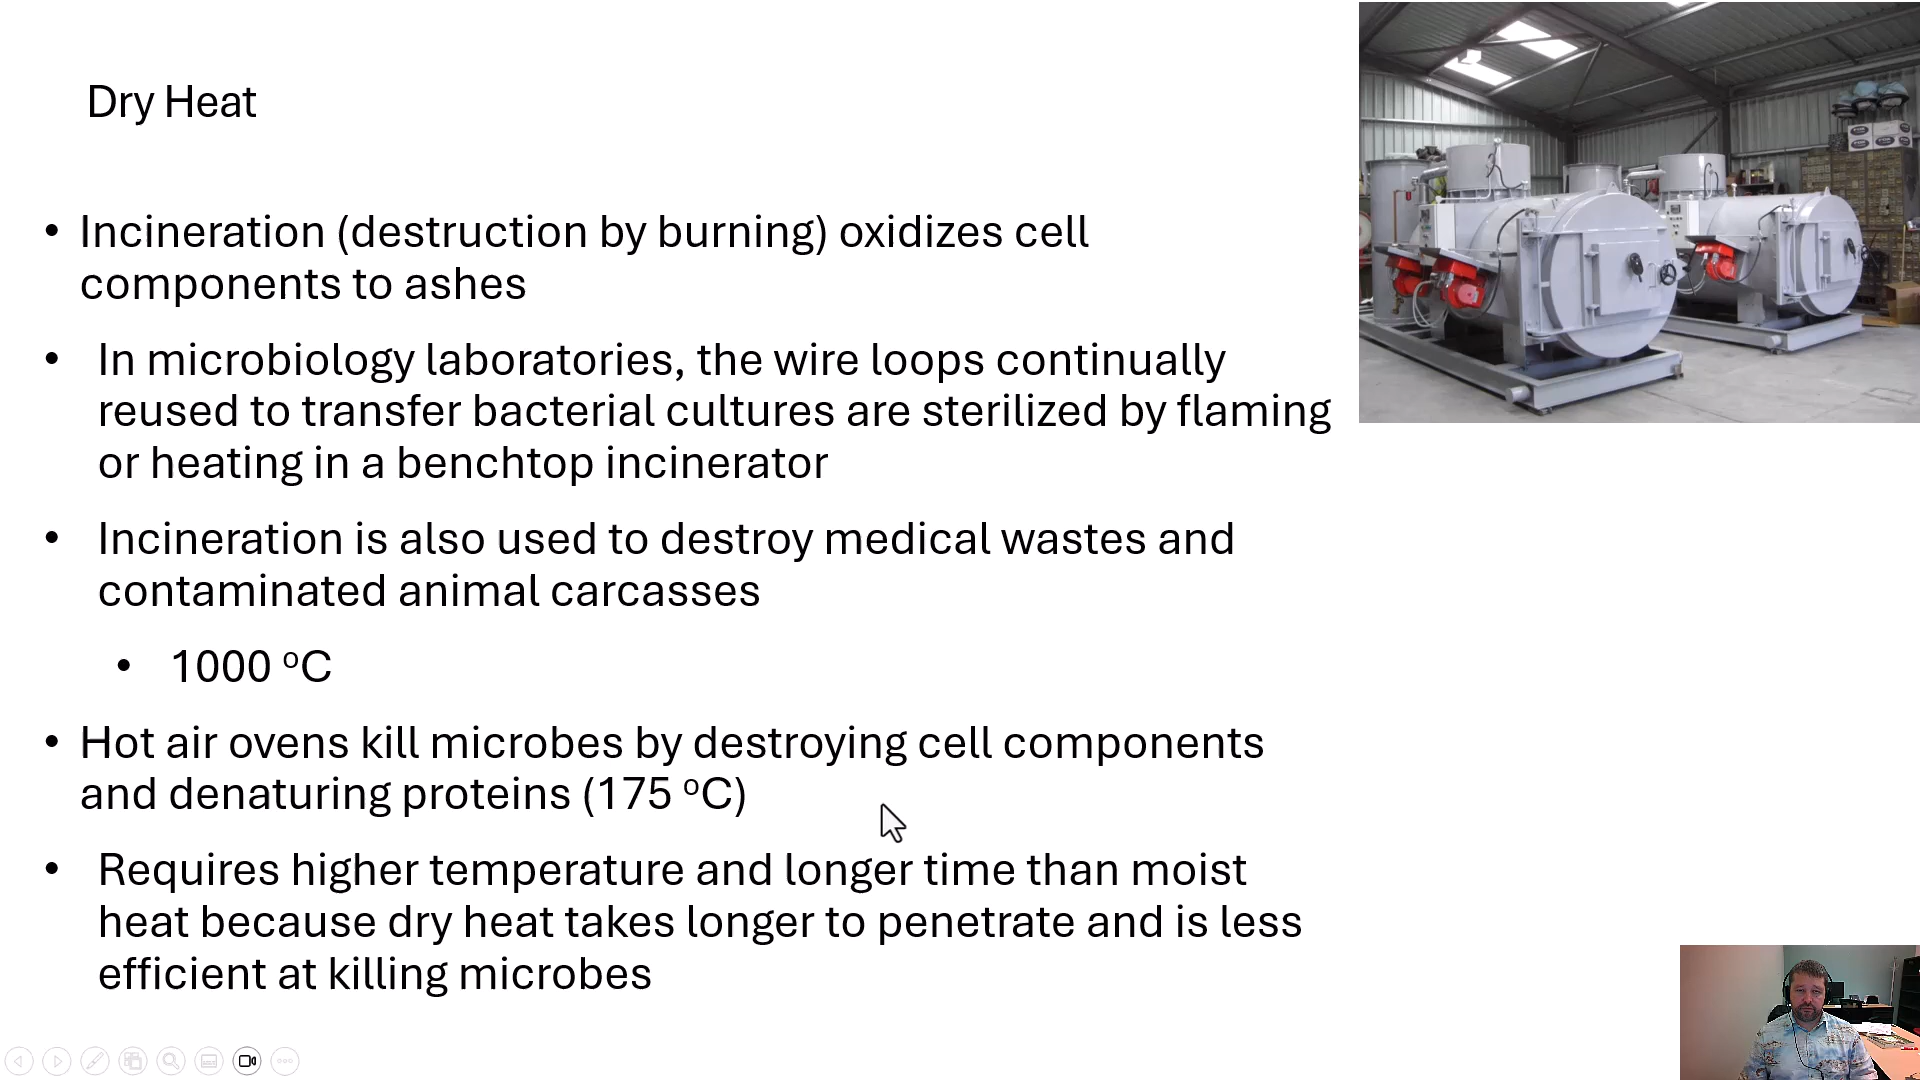 Dry Heat
• Incineration (destruction by burning) oxidizes cell
components to ashes
• In microbiology laboratories, the wire loops continually
reused to transfer bacterial cultures are sterilized by flaming
or heating in a benchtop incinerator
• Incineration is also used to destroy medical wastes and
contaminated animal carcasses
• 1000 ºC
• Hot air ovens kill microbes by destroying cell components
and denaturing proteins (175 ºC)
• Requires higher temperature and longer time than moist
heat because dry heat takes longer to penetrate and is less
efficient at killing microbes